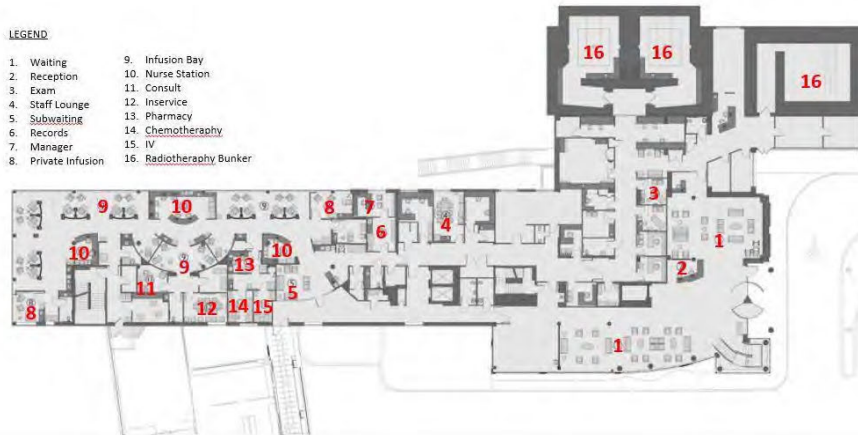 LEGEND
1. Waiting
2. Reception
3. Exam
4. Staff Lounge
5. Subwaiting
6. Records
7. Manager
8. Private Infusion
9. Infusion Bay
10. Nurse Station
11. Consult
12. Inservice
13. Pharmacy
14. Chemotheraphy
15. IV
16. Radiotheraphy Bunker
16 16
16
3
8 7
9 10
4
6
1
10 10
13
9
2
11 5
8 12 14 15
1